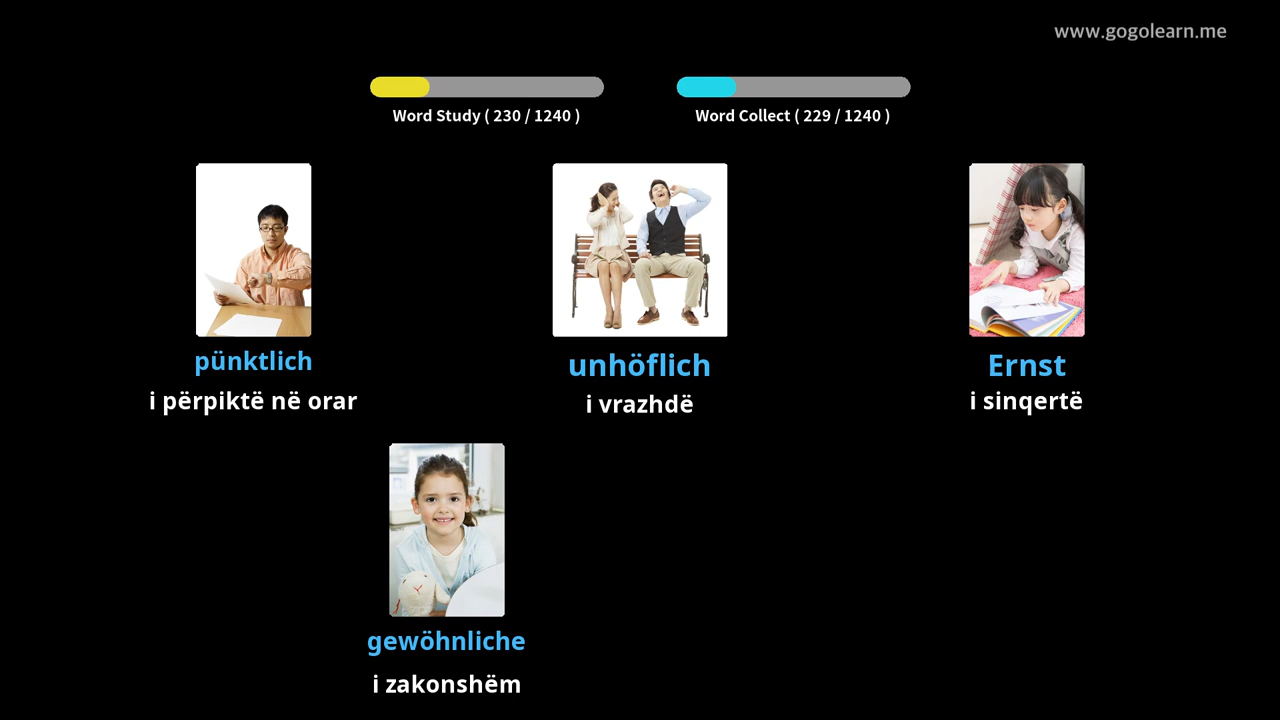 www.gogolearn.me
Word Study ( 230 / 1240 )
Word Collect ( 229 / 1240 )
pünktlich
i përpiktë në orar
unhöflich
i vrazhdë
Ernst
i sinqertë
gewöhnliche
i zakonshëm